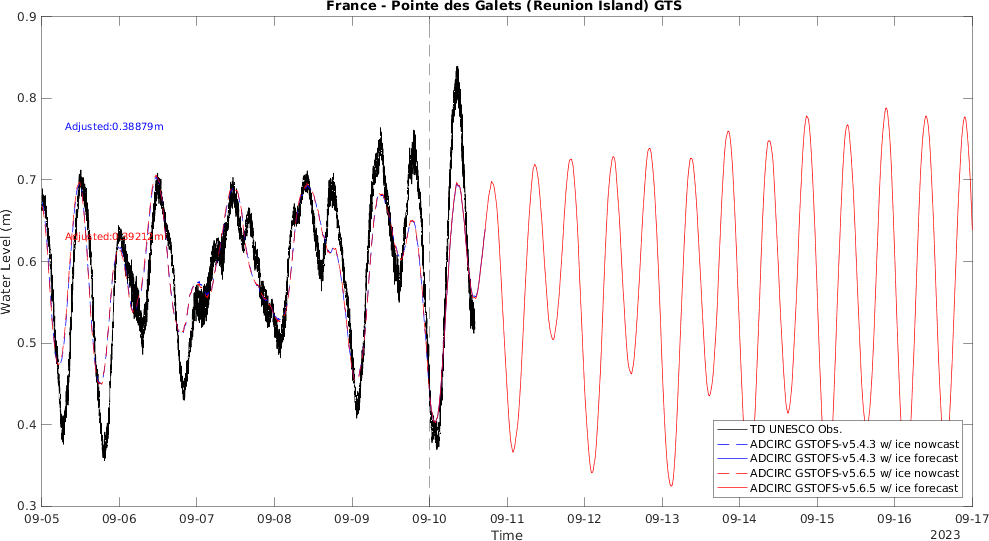 France - Pointe des Galets (Reunion Island) GTS
0.9
0.8
0.7
0.6
0.5
0.4
0.3
Water Level (m)
Adjusted:0.38879m
TD UNESCO Obs.
ADCIRC GSTOFS-v5.4.3 w/ ice nowcast
ADCIRC GSTOFS-v5.4.3 w/ ice forecast
ADCIRC GSTOFS-v5.6.5 w/ ice nowcast
ADCIRC GSTOFS-v5.6.5 w/ ice forecast
09-05 09-06 09-07 09-08 09-09 09-10 09-11 09-12 09-13 09-14 09-15 09-16 09-17
Time
2023